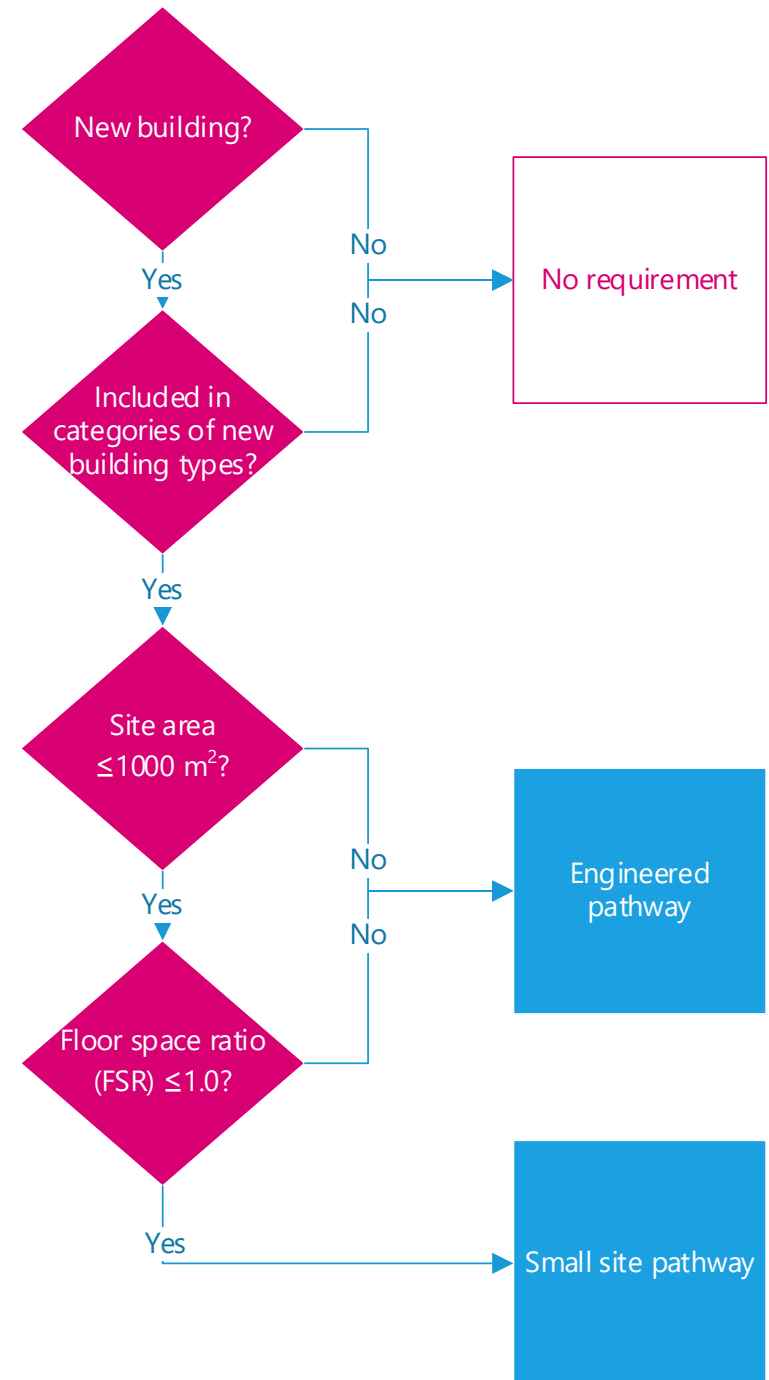 New building?
No
Yes
No requirement
No
Included in
categories of new
building types?
Yes
Site area
≤1000 m²?
No
Engineered
pathway
Yes
No
Floor space ratio
(FSR) ≤1.0?
Yes
Small site pathway